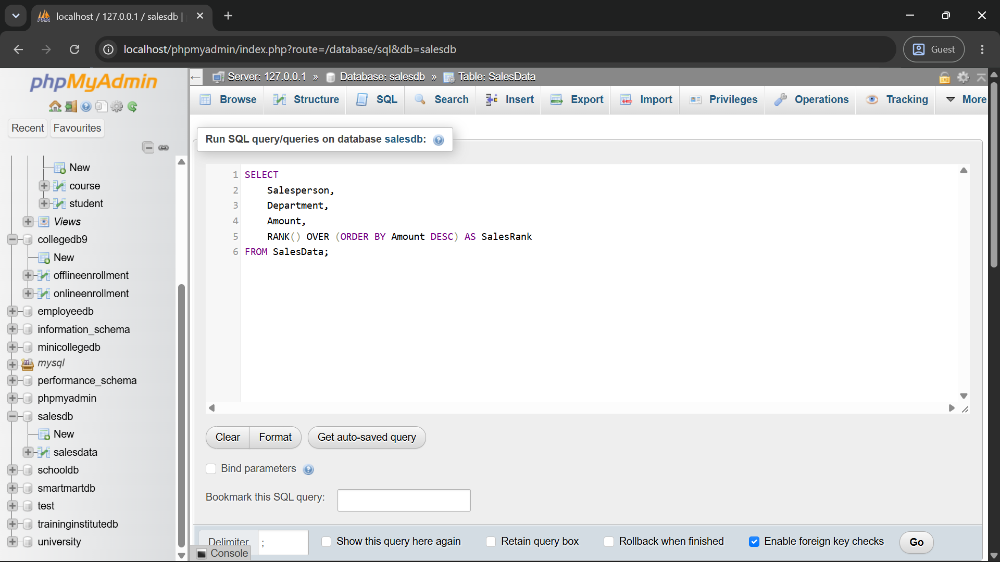 localhost / 127.0.0.1 / salesdb |
localhost/phpmyadmin/index.php?route=/database/sql&db=salesdb
Guest
phpMyAdmin
Recent
Favourites
New
course
student
Views
collegedb9
New
offlineenrollment
onlineenrollment
employeedb
information_schema
minicollegedb
mysql
performance_schema
phpmyadmin
salesdb
New
salesdata
schooldb
smartmartdb
test
traininginstitutedb
university
Server: 127.0.0.1 » Database: salesdb » Table: SalesData
Browse
Structure
SQL
Search
Insert
Export
Import
Privileges
Operations
Tracking
More
Run SQL query/queries on database salesdb:
1 SELECT
2 Salesperson,
3 Department,
4 Amount,
5 RANK() OVER (ORDER BY Amount DESC) AS SalesRank
6 FROM SalesData;
Clear
Format
Get auto-saved query
Bind parameters
Bookmark this SQL query:
Delimiter ;
Show this query here again
Retain query box
Rollback when finished
Enable foreign key checks
Go
Console